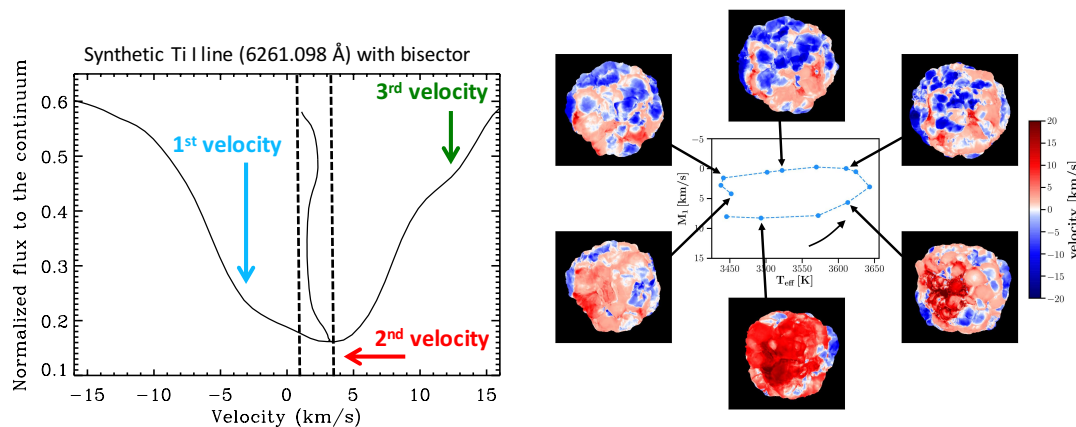 Synthetic Ti I line (6261.098 Å) with bisector
Normalized flux to the continuum
0.6
0.5
0.4
0.3
0.2
0.1
1st velocity
3rd velocity
2nd velocity
−15 −10 −5 0 5 10 15
Velocity (km/s)
M1 [km/s]
−5
0
5
10
15
3450 3500 3550 3600 3650
Teff [K]
20
15
10
5
0
−5
−10
−15
−20
velocity [km/s]